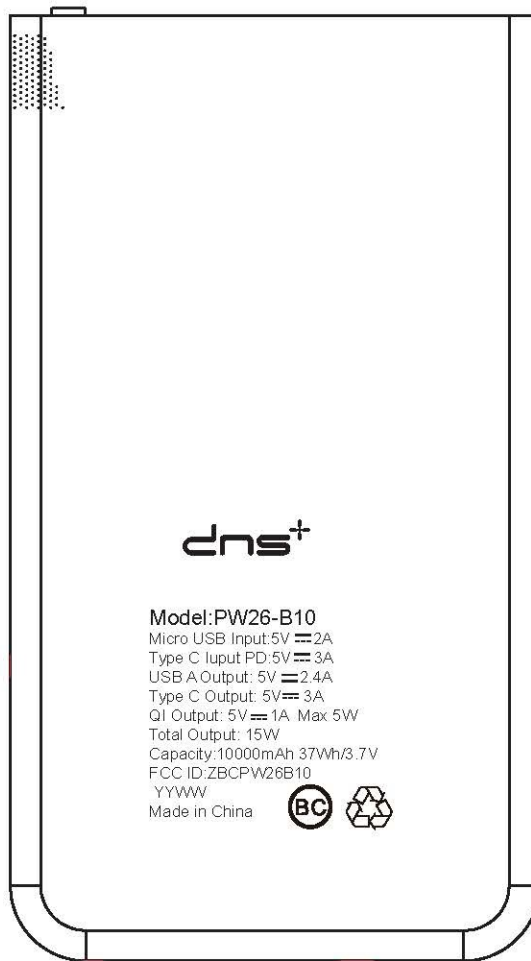 dns+
Model:PW26-B10
Micro USB Input:5V ⎓ 2A
Type C Iuput PD:5V ⎓ 3A
USB A Output: 5V ⎓ 2.4A
Type C Output: 5V ⎓ 3A
QI Output: 5V ⎓ 1A Max 5W
Total Output: 15W
Capacity:10000mAh 37Wh/3.7V
FCC ID:ZBCPW26B10
YYWW
Made in China
BC